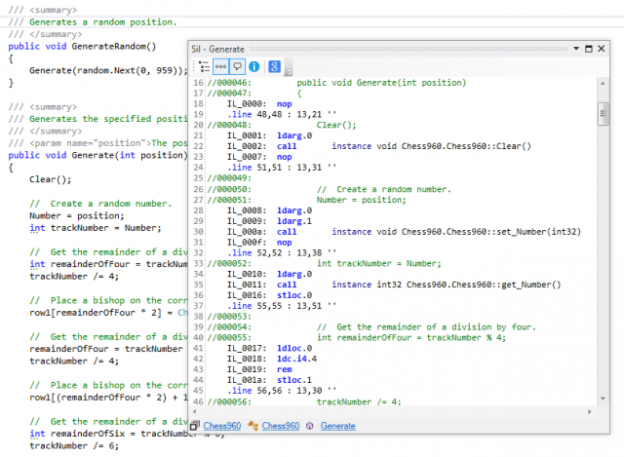 /// <summary>
/// Generates a random position.
/// </summary>
public void GenerateRandom()
{
Generate(random.Next(0, 959));
}
/// <summary>
/// Generates the specified positi
/// </summary>
/// <param name="position">The pos
public void Generate(int position)
{
Clear();
// Create a random number.
Number = position;
int trackNumber = Number;
// Get the remainder of a div
int remainderOfFour = trackNum
trackNumber /= 4;
// Place a bishop on the corr
row1[remainderOfFour * 2] = Ch
// Get the remainder of a div
remainderOfFour = trackNumber
trackNumber /= 4;
// Place a bishop on the corr
row1[(remainderOfFour * 2) + 1
// Get the remainder of a div
int remainderOfSix = trackNumber % 6;
trackNumber /= 6;
Sil - Generate
16 //000046: public void Generate(int position)
17 //000047: {
18 IL_0000: nop
19 .line 48,48 : 13,21 ''
20 //000048: Clear();
21 IL_0001: ldarg.0
22 IL_0002: call instance void Chess960.Chess960::Clear()
23 IL_0007: nop
24 .line 51,51 : 13,31 ''
25 //000049:
26 //000050: // Create a random number.
27 //000051: Number = position;
28 IL_0008: ldarg.0
29 IL_0009: ldarg.1
30 IL_000a: call instance void Chess960.Chess960::set_Number(int32)
31 IL_000f: nop
32 .line 52,52 : 13,38 ''
33 //000052: int trackNumber = Number;
34 IL_0010: ldarg.0
35 IL_0011: call instance int32 Chess960.Chess960::get_Number()
36 IL_0016: stloc.0
37 .line 55,55 : 13,51 ''
38 //000053:
39 //000054: // Get the remainder of a division by four.
40 //000055: int remainderOfFour = trackNumber % 4;
41 IL_0017: ldloc.0
42 IL_0018: ldc.i4.4
43 IL_0019: rem
44 IL_001a: stloc.1
45 .line 56,56 : 13,30 ''
46 //000056: trackNumber /= 4;
Chess960 Chess960 Generate